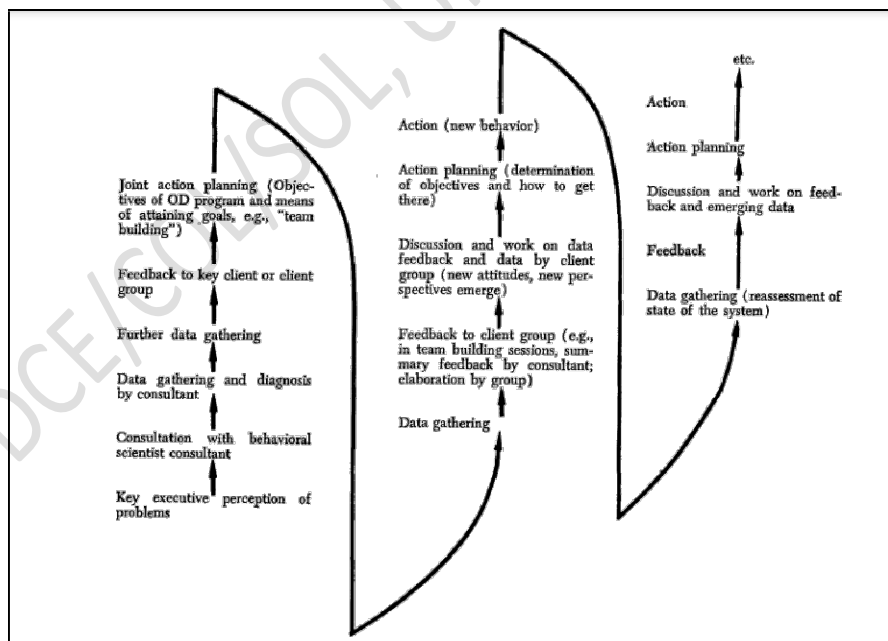 Joint action planning (Objec-
tives of OD program and means
of attaining goals, e.g., “team
building”)
Feedback to key client or client
group
Further data gathering
Data gathering and diagnosis
by consultant
Consultation with behavioral
scientist consultant
Key executive perception of
problems
Action (new behavior)
Action planning (determination
of objectives and how to get
there)
Discussion and work on data
feedback and data by client
group (new attitudes, new per-
spectives emerge)
Feedback to client group (e.g.,
in team building sessions, sum-
mary feedback by consultant;
elaboration by group)
Data gathering
etc.
Action
Action planning
Discussion and work on feed-
back and emerging data
Feedback
Data gathering (reassessment of
state of the system)
DCE/COL/SOL,